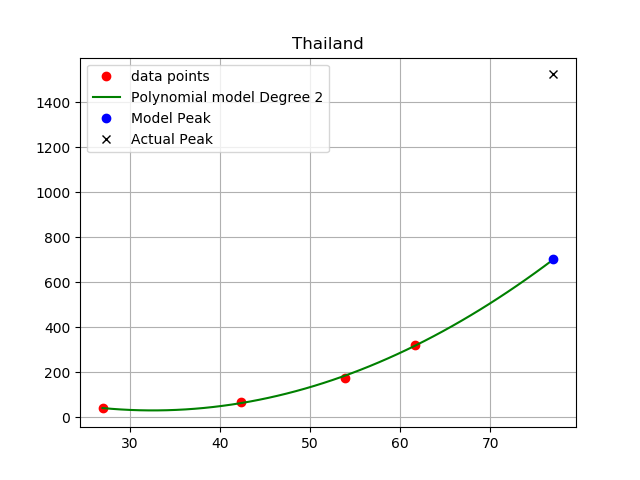 Thailand
data points
Polynomial model Degree 2
Model Peak
Actual Peak
1400
1200
1000
800
600
400
200
0
30 40 50 60 70